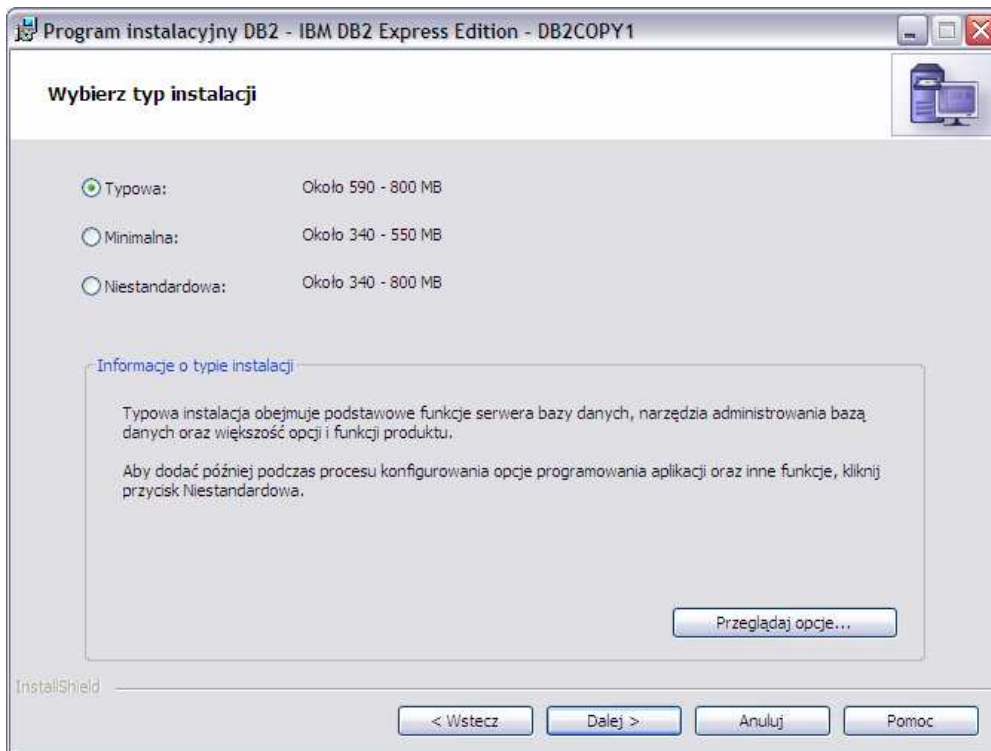 Program instalacyjny DB2 - IBM DB2 Express Edition - DB2COPY1
Wybierz typ instalacji
Typowa: Około 590 - 800 MB
Minimalna: Około 340 - 550 MB
Niestandardowa: Około 340 - 800 MB
Informacje o typie instalacji
Typowa instalacja obejmuje podstawowe funkcje serwera bazy danych, narzędzia administrowania bazą
danych oraz większość opcji i funkcji produktu.
Aby dodać później podczas procesu konfigurowania opcje programowania aplikacji oraz inne funkcje, kliknij
przycisk Niestandardowa.
Przeglądaj opcje...
InstallShield
< Wstecz Dalej > Anuluj Pomoc